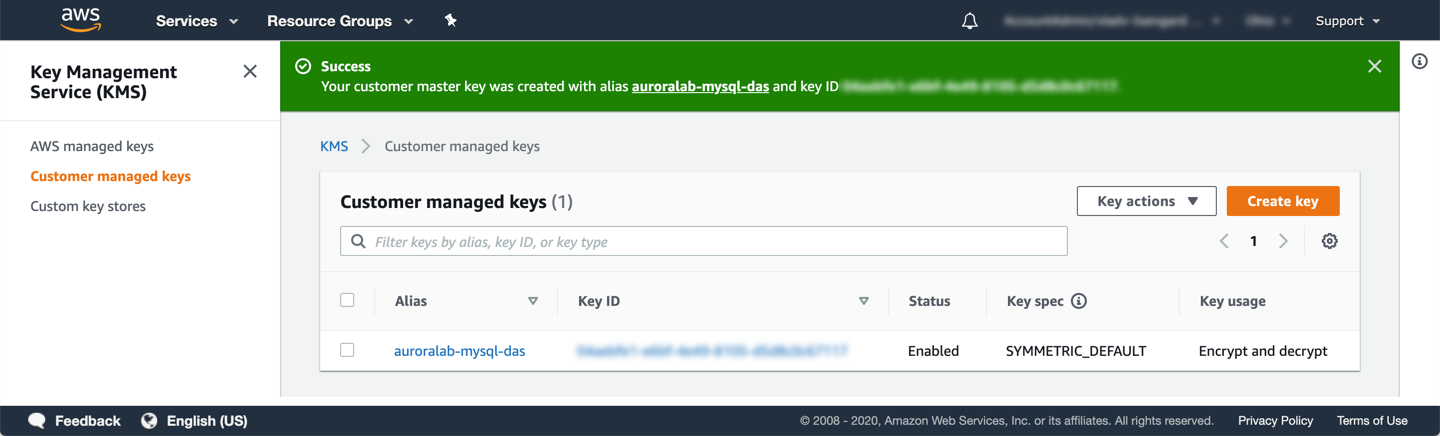 aws
Services
Resource Groups
Support
Key Management
Service (KMS)
AWS managed keys
Customer managed keys
Custom key stores
Success
Your customer master key was created with alias auroralab-mysql-das and key ID
KMS > Customer managed keys
Customer managed keys (1)
Key actions
Create key
Filter keys by alias, key ID, or key type
1
Alias Key ID Status Key spec Key usage
auroralab-mysql-das Enabled SYMMETRIC_DEFAULT Encrypt and decrypt
Feedback English (US) © 2008 - 2020, Amazon Web Services, Inc. or its affiliates. All rights reserved. Privacy Policy Terms of Use